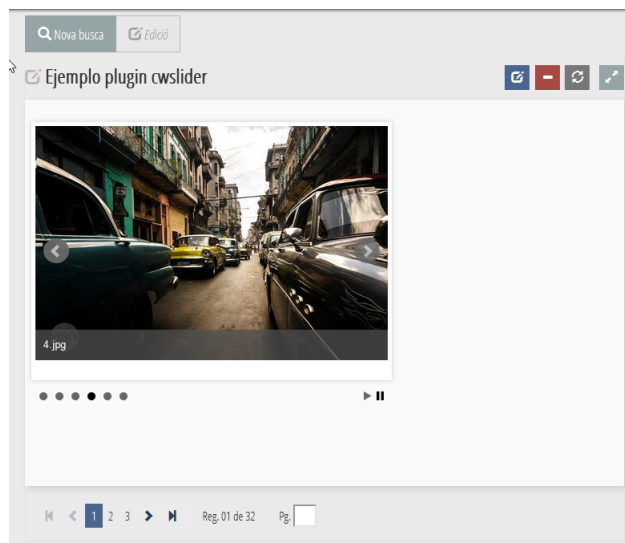 Nova busca Edició
Ejemplo plugin cwslider
4.jpg
1 2 3 Reg. 01 de 32 Pg.